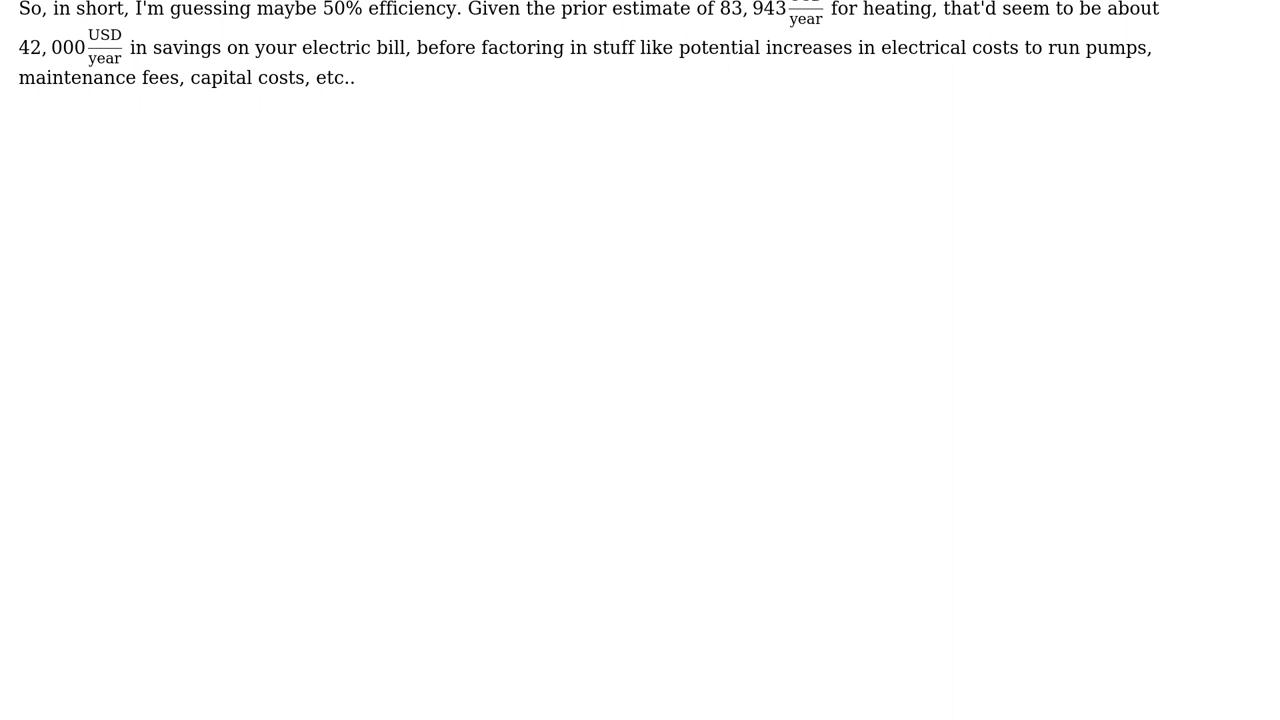 So, in short, I'm guessing maybe 50% efficiency. Given the prior estimate of 83, 943 year for heating, that'd seem to be about
42, 000 USD/year in savings on your electric bill, before factoring in stuff like potential increases in electrical costs to run pumps,
maintenance fees, capital costs, etc..